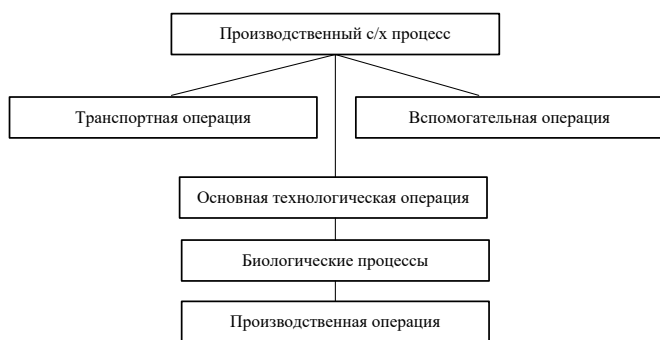 Производственный с/х процесс
Транспортная операция
Вспомогательная операция
Основная технологическая операция
Биологические процессы
Производственная операция